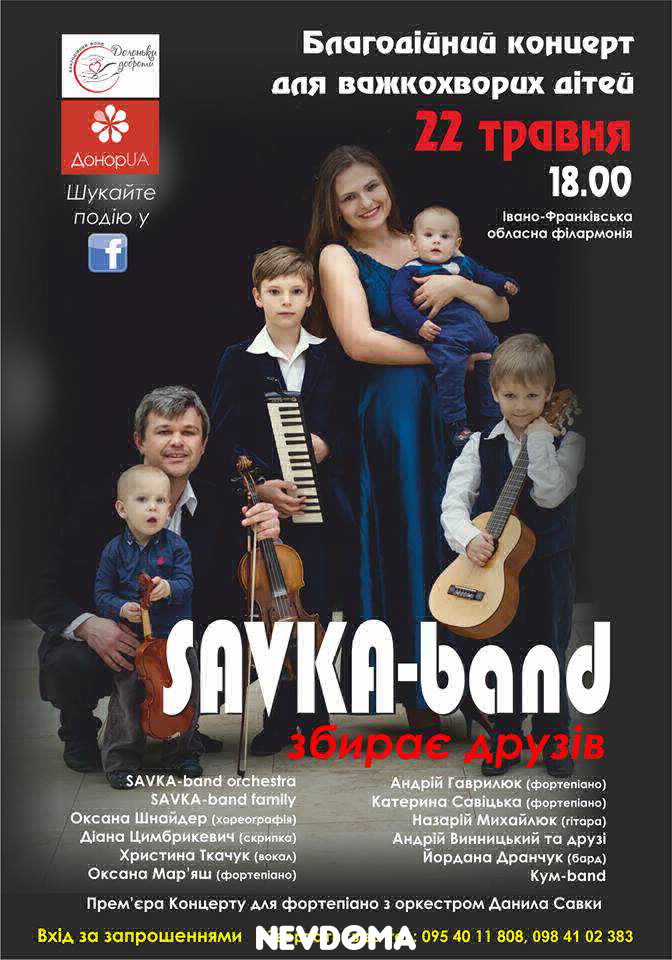 БЛАГОДІЙНИЙ ФОНД
Долоньки
доброти
ДонорUA
Шукайте
подію у
f
Благодійний концерт
для важкохворих дітей
22 травня
18.00
Івано-Франківська
обласна філармонія
SAVKA-band
збирає друзів
SAVKA-band orchestra
SAVKA-band family
Оксана Шнайдер (хореографія)
Діана Цимбрикевич (скрипка)
Христина Ткачук (вокал)
Оксана Мар'яш (фортепіано)
Андрій Гаврилюк (фортепіано)
Катерина Савіцька (фортепіано)
Назарій Михайлюк (гітара)
Андрій Винницький та друзі
Йордана Дранчук (бард)
Кум-band
Прем’єра Концерту для фортепіано з оркестром Данила Савки
Вхід за запрошеннями : 095 40 11 808, 098 41 02 383
NEVDOMA